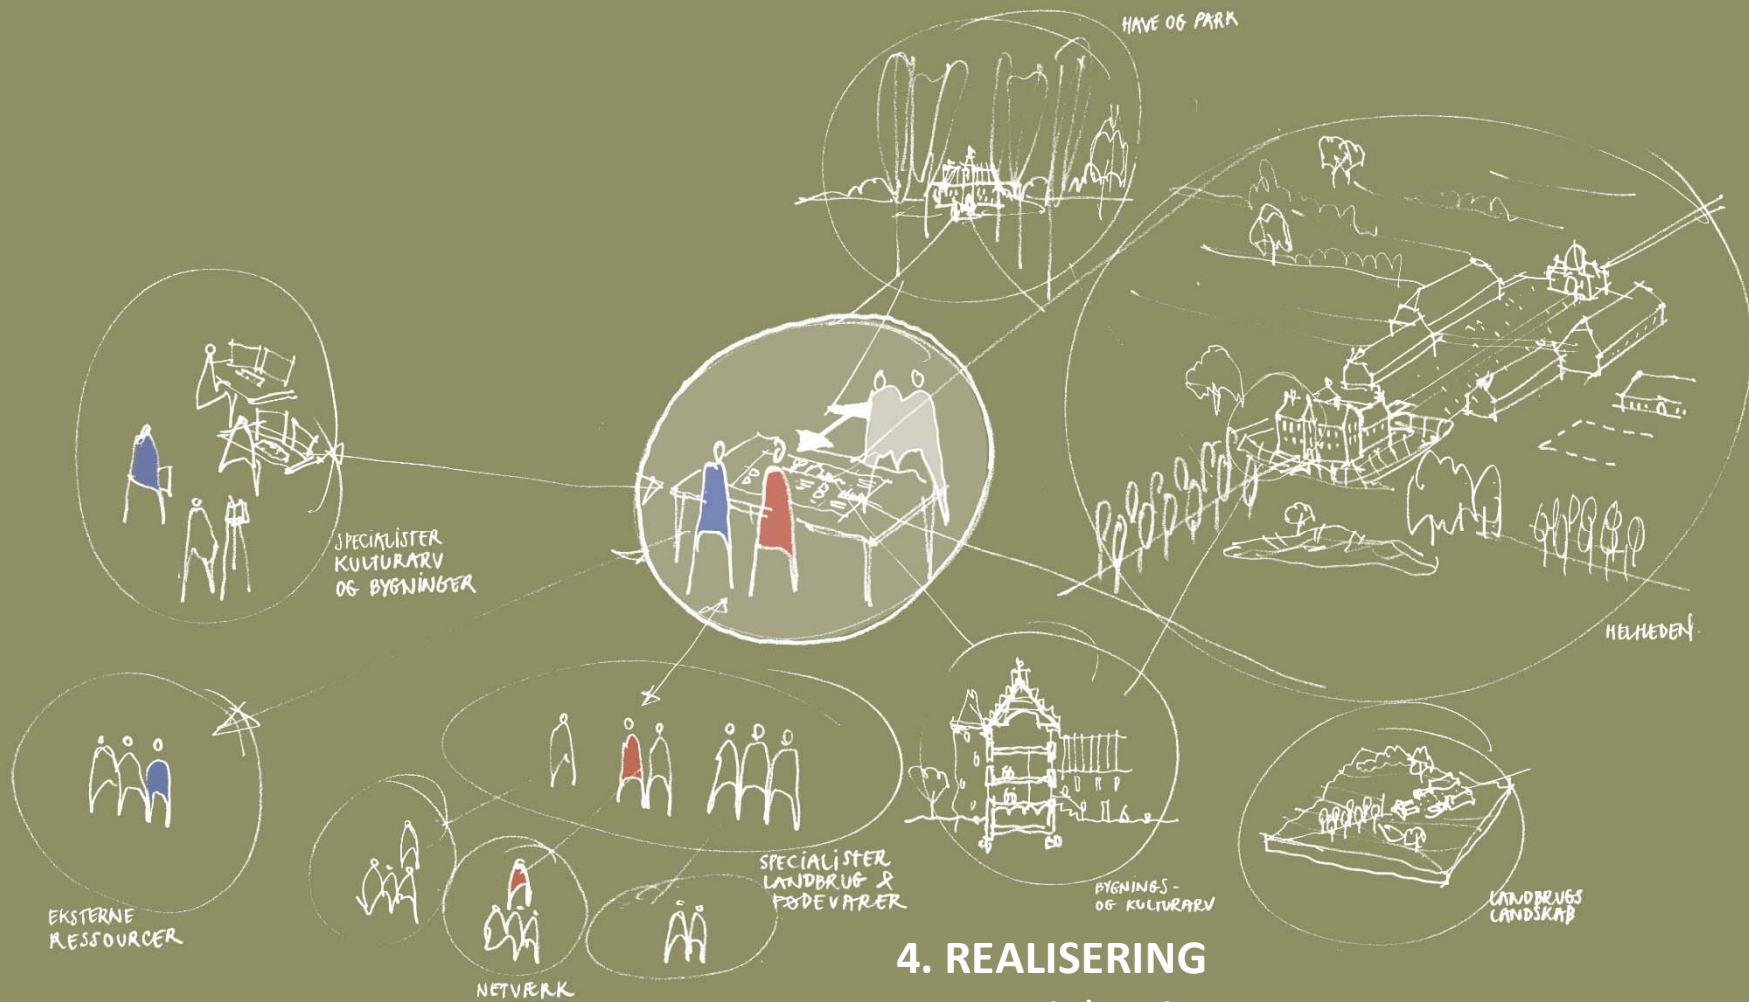 HAVE OG PARK
SPECIALISTER
KULTURARV
OG BYGNINGER
HELHEDEN
EKSTERNE
RESSOURCER
NETVÆRK
SPECIALISTER
LANDBRUG &
FØDEVARER
BYGNINGS-
OG KULTURARV
LANDBRUGS
LANDSKAB
4. REALISERING